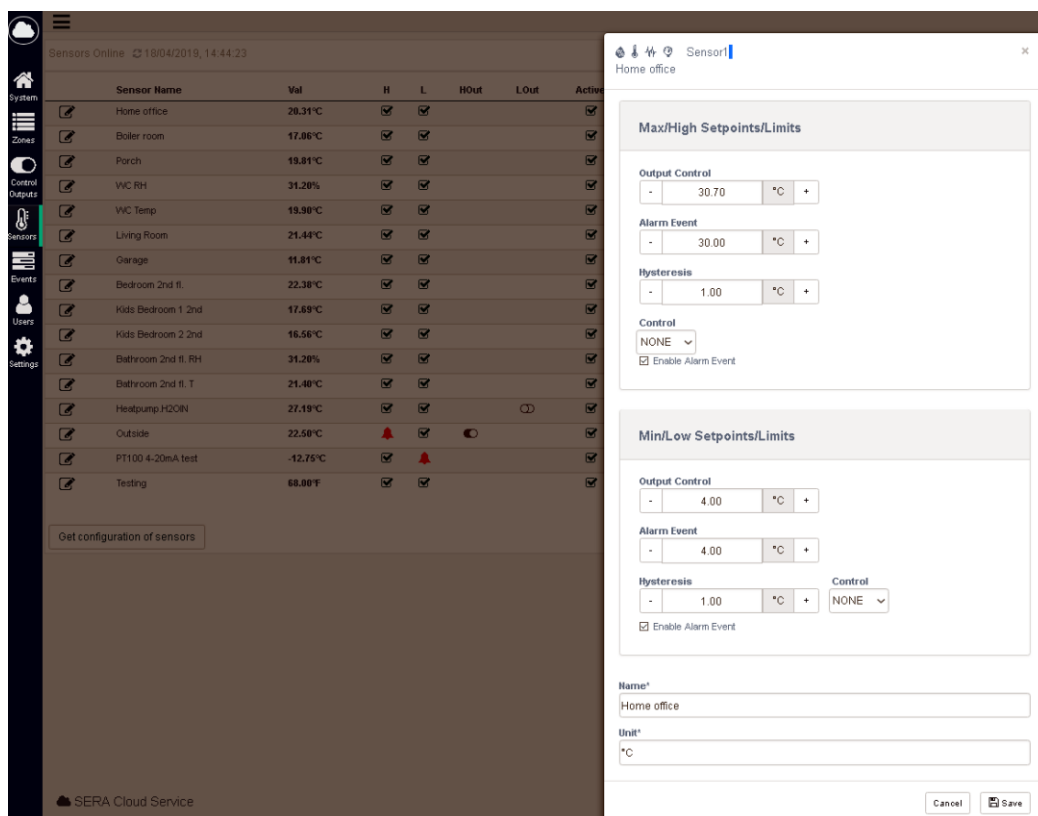 Sensors Online 18/04/2019, 14:44:23
System
Zones
Control
Outputs
Sensors
Events
Users
Settings
Sensor Name Val H L HOut LOut Active
Home office 20.31°C
Boiler room 17.06°C
Porch 19.81°C
WC RH 31.20%
WC Temp 19.90°C
Living Room 21.44°C
Garage 11.81°C
Bedroom 2nd fl. 22.38°C
Kids Bedroom 1 2nd 17.69°C
Kids Bedroom 2 2nd 16.56°C
Bathroom 2nd fl. RH 31.20%
Bathroom 2nd fl. T 21.40°C
Heatpump.H2OIN 27.19°C
Outside 22.50°C
PT100 4-20mA test -12.75°C
Testing 68.00°F
Get configuration of sensors
SERA Cloud Service
Sensor1 ×
Home office
Max/High Setpoints/Limits
Output Control
- 30.70 °C +
Alarm Event
- 30.00 °C +
Hysteresis
- 1.00 °C +
Control
NONE
Enable Alarm Event
Min/Low Setpoints/Limits
Output Control
- 4.00 °C +
Alarm Event
- 4.00 °C +
Hysteresis Control
- 1.00 °C + NONE
Enable Alarm Event
Name*
Home office
Unit*
°C
Cancel Save